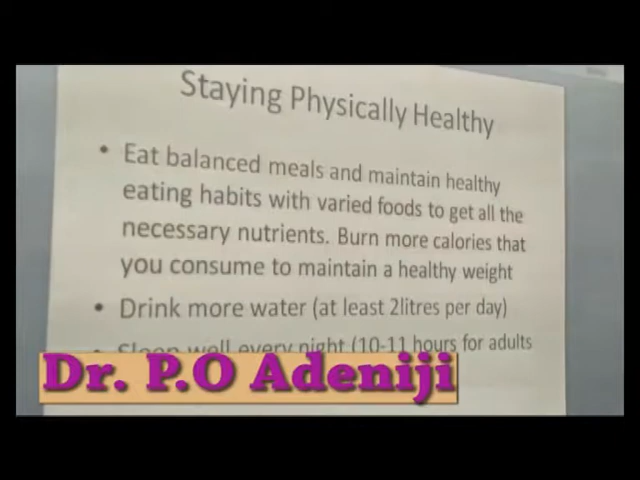 Staying Physically Healthy
• Eat balanced meals and maintain healthy
eating habits with varied foods to get all the
necessary nutrients. Burn more calories that
you consume to maintain a healthy weight
• Drink more water (at least 2litres per day)
• Sleep well every night (10-11 hours for adults
Dr. P.O Adeniji